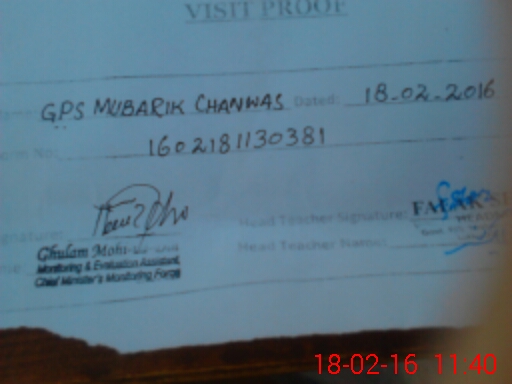 VISIT PROOF
GPS MUBARIK CHANWAS Dated: 18-02-2016
No: 1602181130381
Head Teacher Signature:
Ghulam
Head Teacher Name:
Monitoring & Evaluation Assistant
Chief Minister's Monitoring Force
18-02-16 11:40